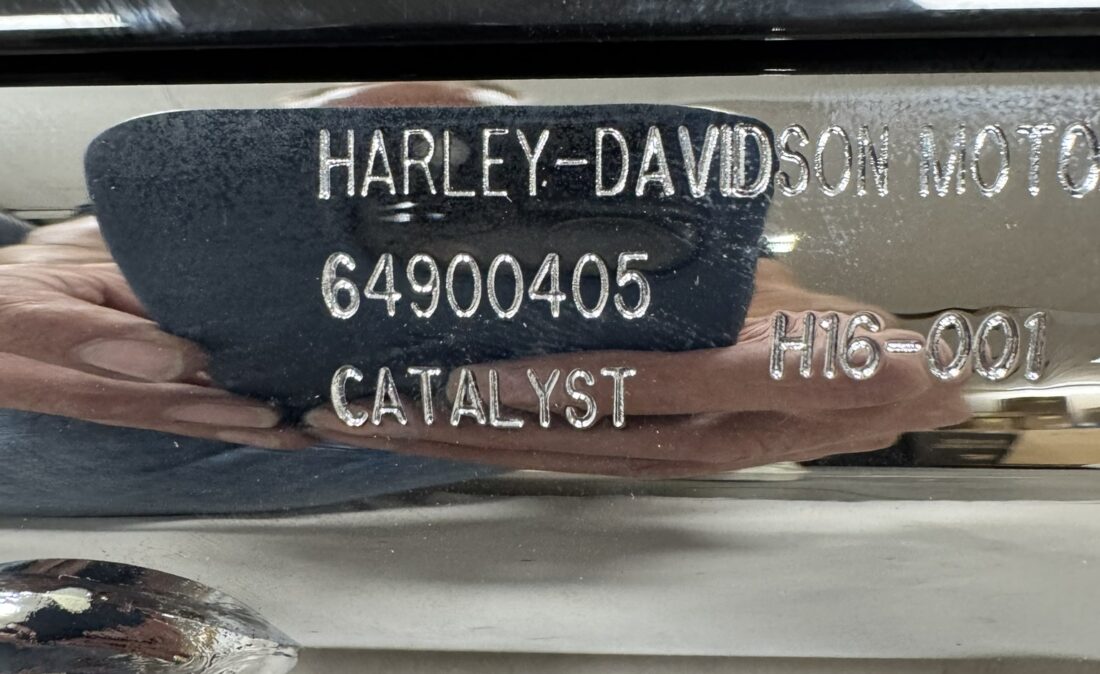 HARLEY-DAVIDSON MOTO
64900405
H16-001
CATALYST